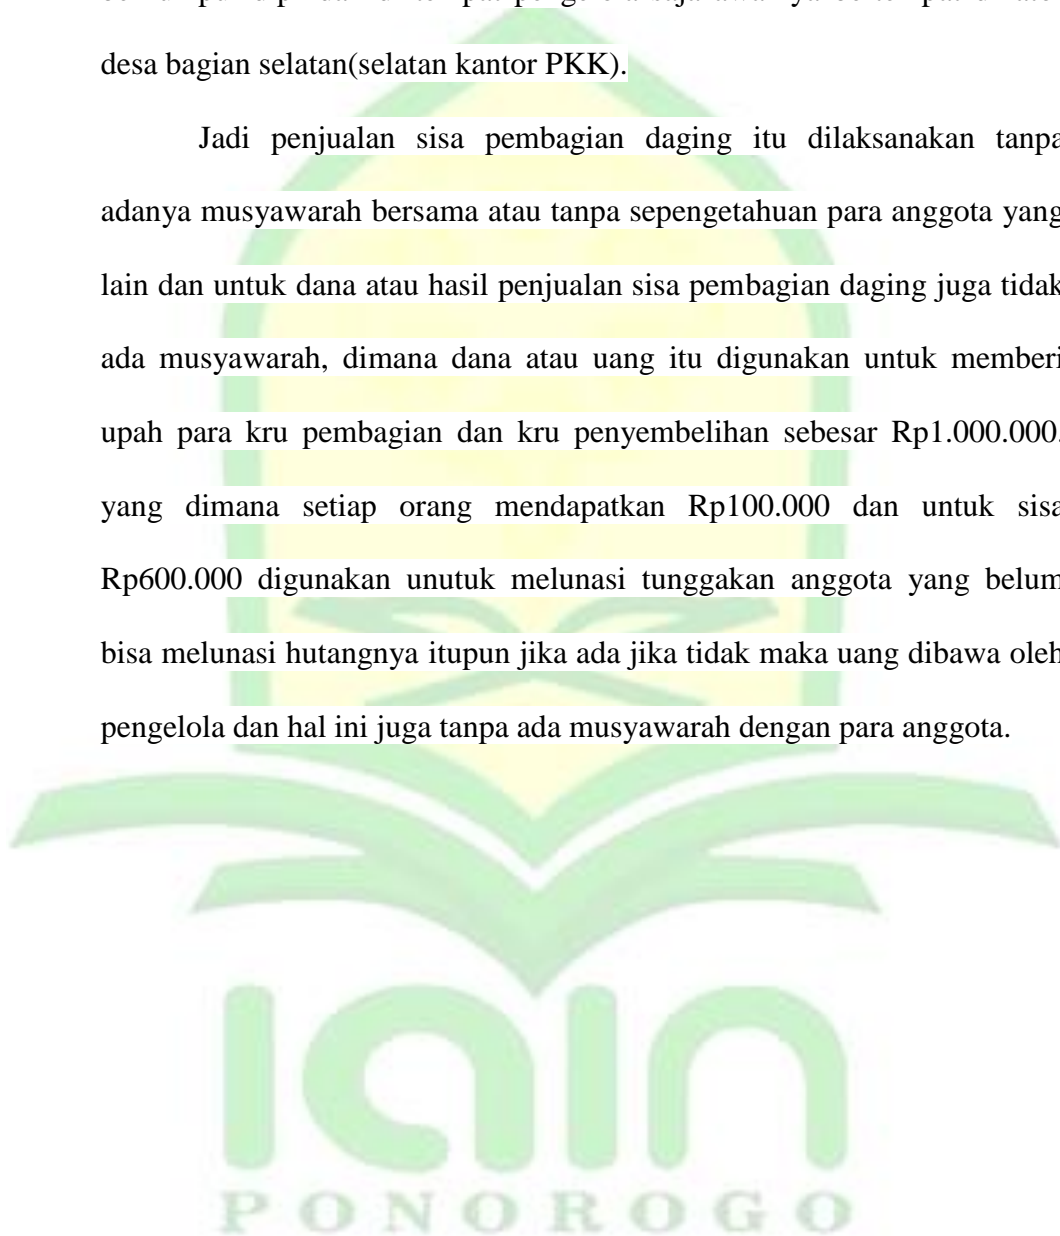 desa bagian selatan(selatan kantor PKK).
Jadi penjualan sisa pembagian daging itu dilaksanakan tanpa
adanya musyawarah bersama atau tanpa sepengetahuan para anggota yang
lain dan untuk dana atau hasil penjualan sisa pembagian daging juga tidak
ada musyawarah, dimana dana atau uang itu digunakan untuk memberi
upah para kru pembagian dan kru penyembelihan sebesar Rp1.000.000.
yang dimana setiap orang mendapatkan Rp100.000 dan untuk sisa
Rp600.000 digunakan unutuk melunasi tunggakan anggota yang belum
bisa melunasi hutangnya itupun jika ada jika tidak maka uang dibawa oleh
pengelola dan hal ini juga tanpa ada musyawarah dengan para anggota.
iain
PONOROGO